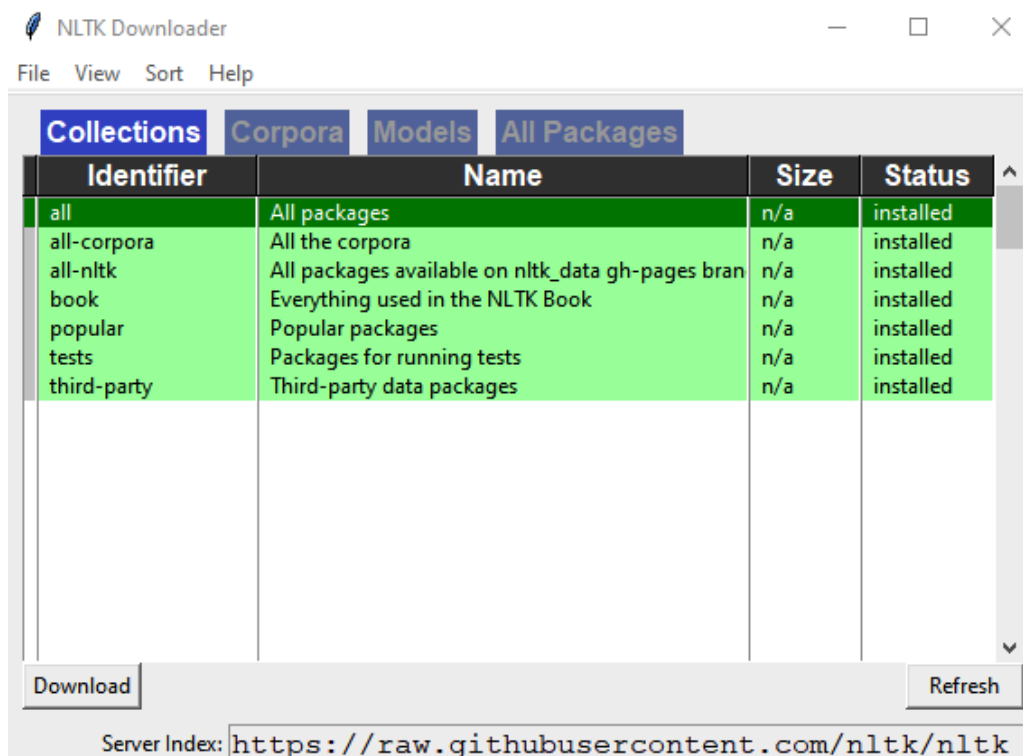 NLTK Downloader
File View Sort Help
Collections Corpora Models All Packages
Identifier Name Size Status
all All packages n/a installed
all-corpora All the corpora n/a installed
all-nltk All packages available on nltk_data gh-pages bran n/a installed
book Everything used in the NLTK Book n/a installed
popular Popular packages n/a installed
tests Packages for running tests n/a installed
third-party Third-party data packages n/a installed
Download Refresh
Server Index: https://raw.githubusercontent.com/nltk/nltk